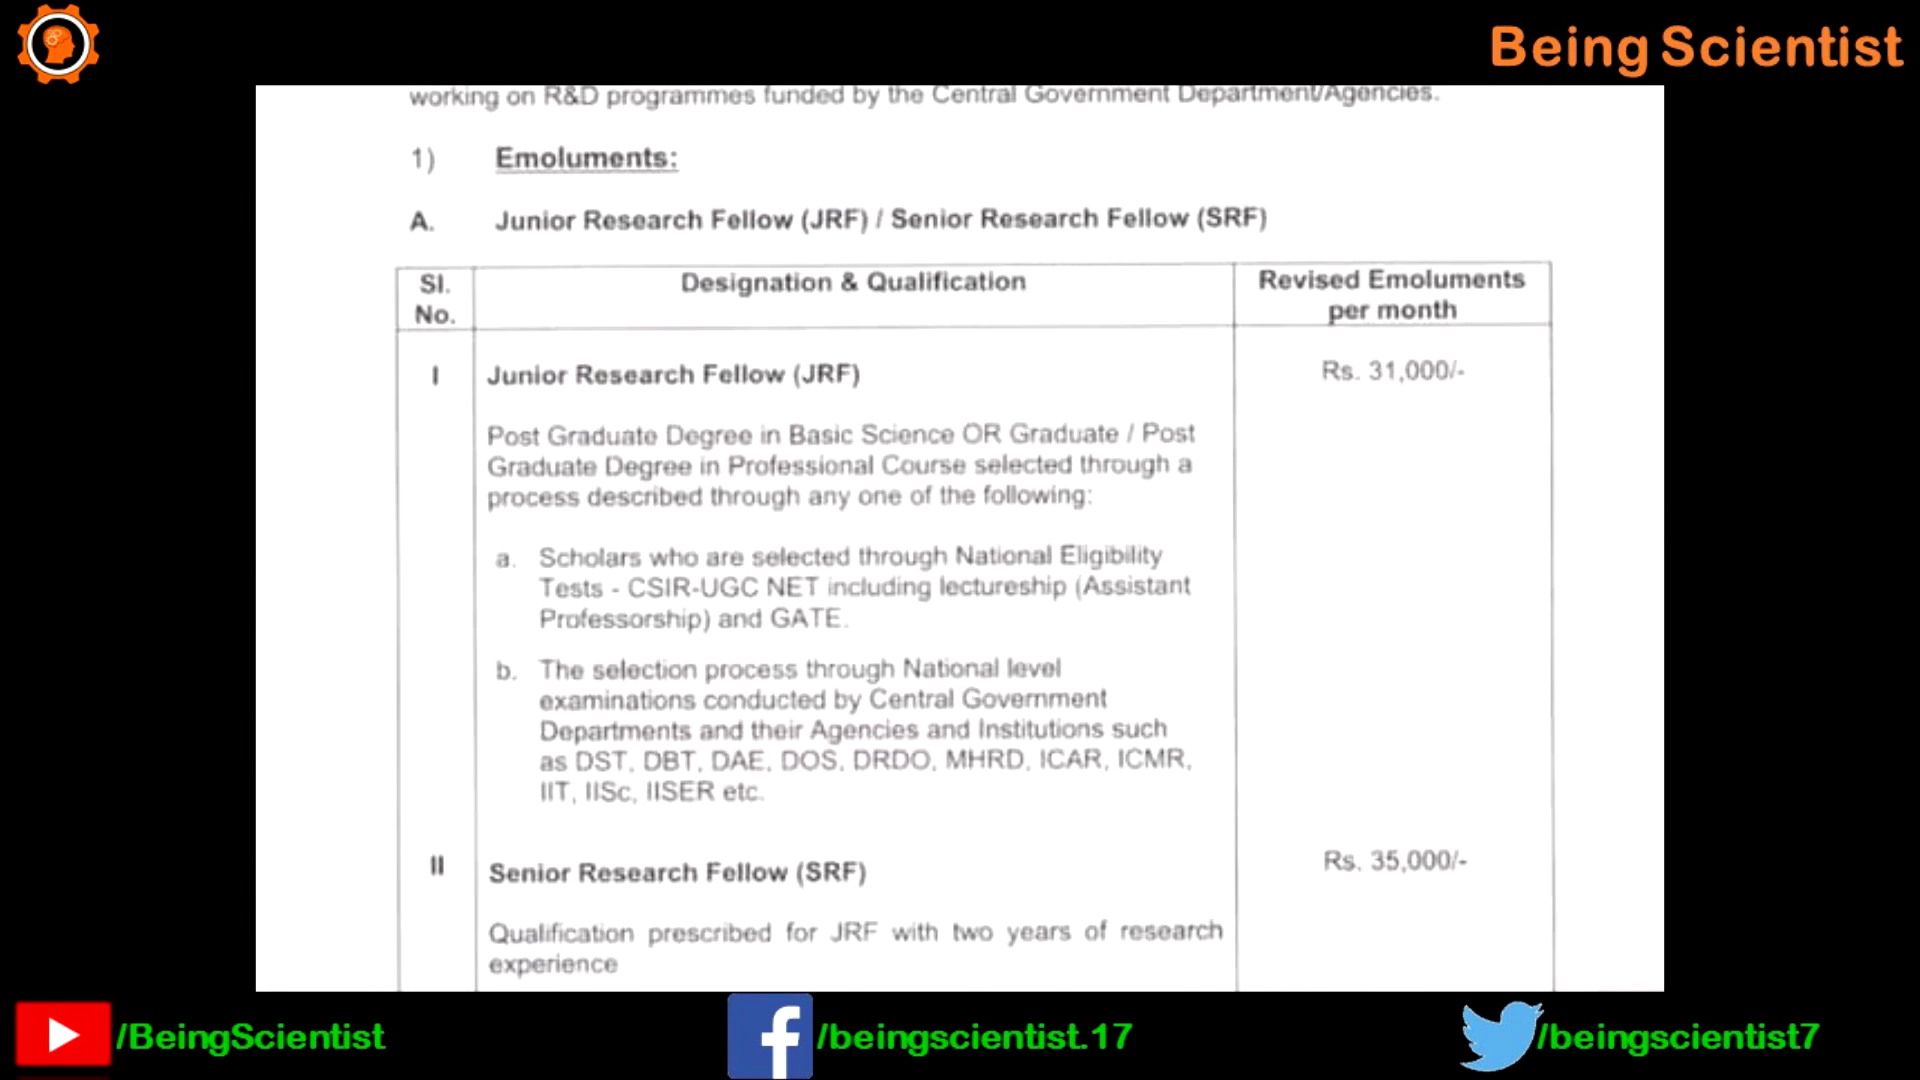 Being Scientist
working on R&D programmes funded by the Central Government Department/Agencies.
1) Emoluments:
A. Junior Research Fellow (JRF) / Senior Research Fellow (SRF)
Sl. No.
Designation & Qualification
Revised Emoluments
per month
I Junior Research Fellow (JRF) Rs. 31,000/-
Post Graduate Degree in Basic Science OR Graduate / Post
Graduate Degree in Professional Course selected through a
process described through any one of the following:
a. Scholars who are selected through National Eligibility
Tests - CSIR-UGC NET including lectureship (Assistant
Professorship) and GATE.
b. The selection process through National level
examinations conducted by Central Government
Departments and their Agencies and Institutions such
as DST, DBT, DAE, DOS, DRDO, MHRD, ICAR, ICMR,
IIT, IISc, IISER etc.
II Senior Research Fellow (SRF) Rs. 35,000/-
Qualification prescribed for JRF with two years of research
experience
/BeingScientist
/beingscientist.17
/beingscientist7